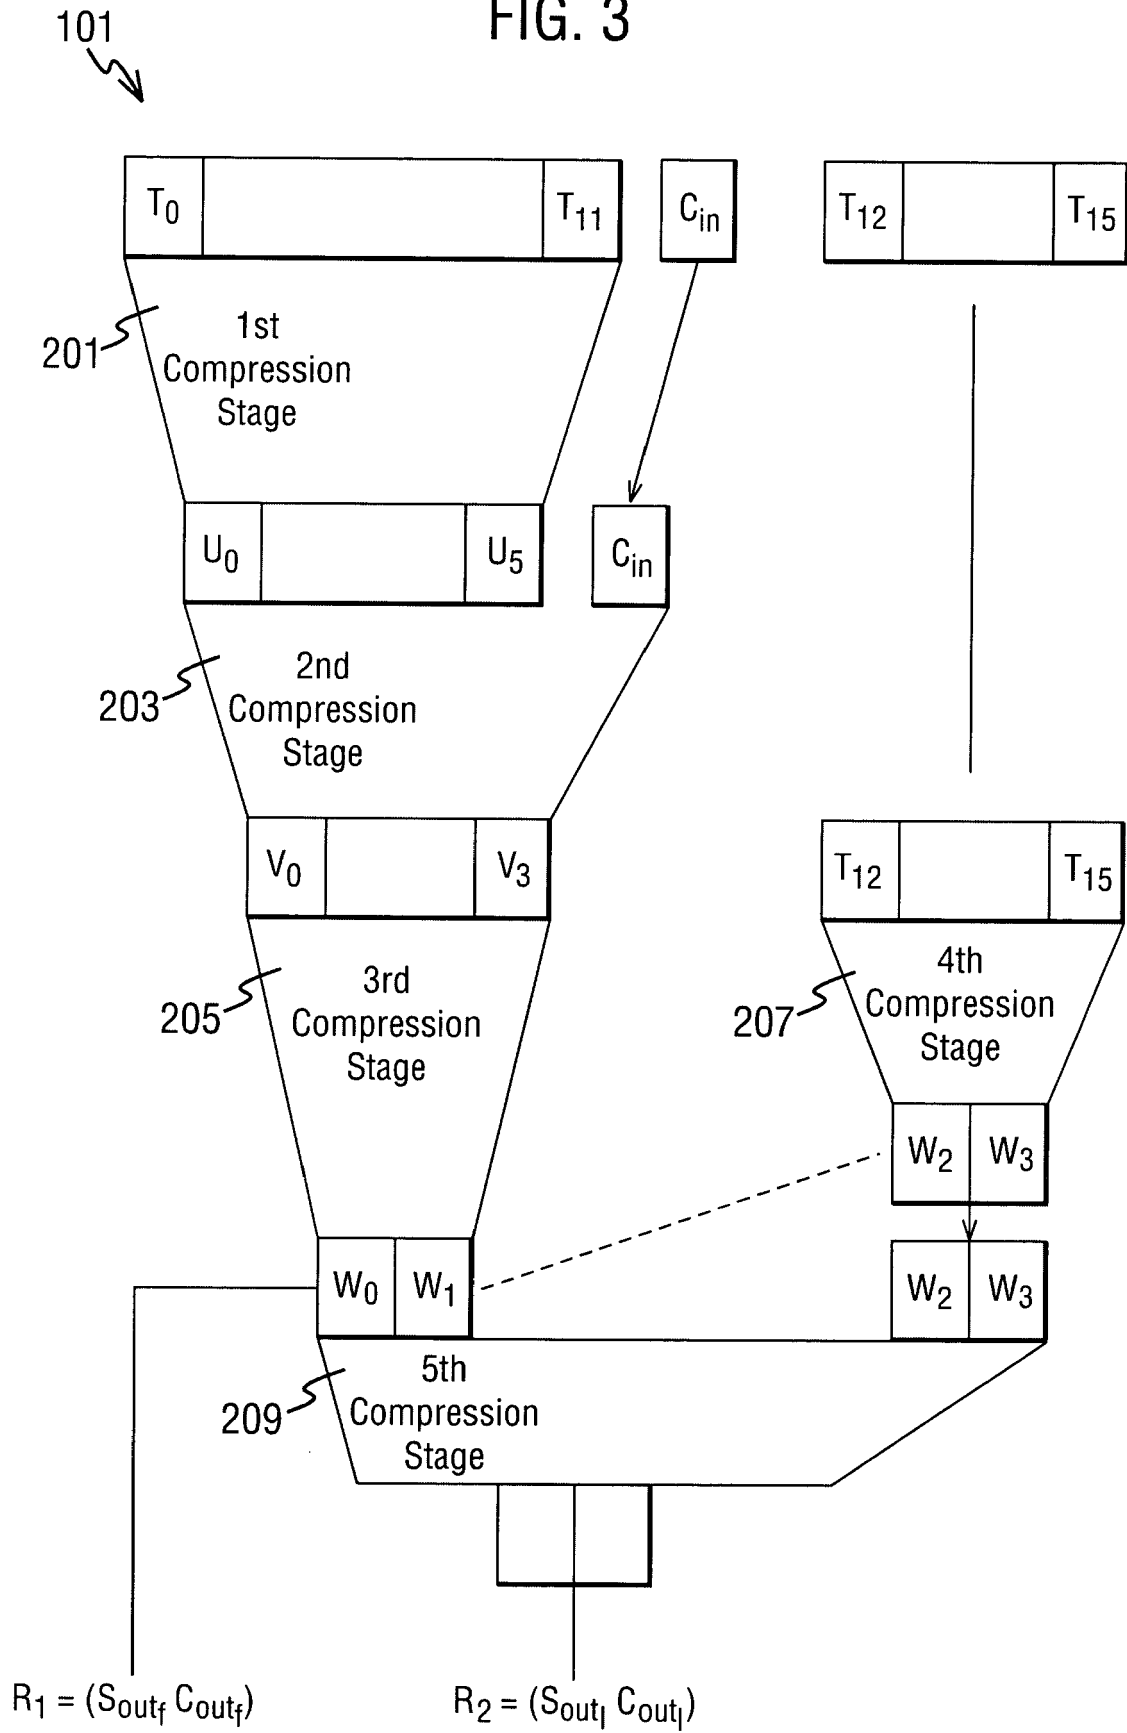 FIG. 3
101
T0 T11 Cin T12 T15
201
1st
Compression
Stage
U0 U5 Cin
203
2nd
Compression
Stage
V0 V3 T12 T15
205
3rd
Compression
Stage
207
4th
Compression
Stage
W2 W3
W0 W1 W2 W3
209
5th
Compression
Stage
R1 = (Soutf Coutf) R2 = (Soutl Coutl)